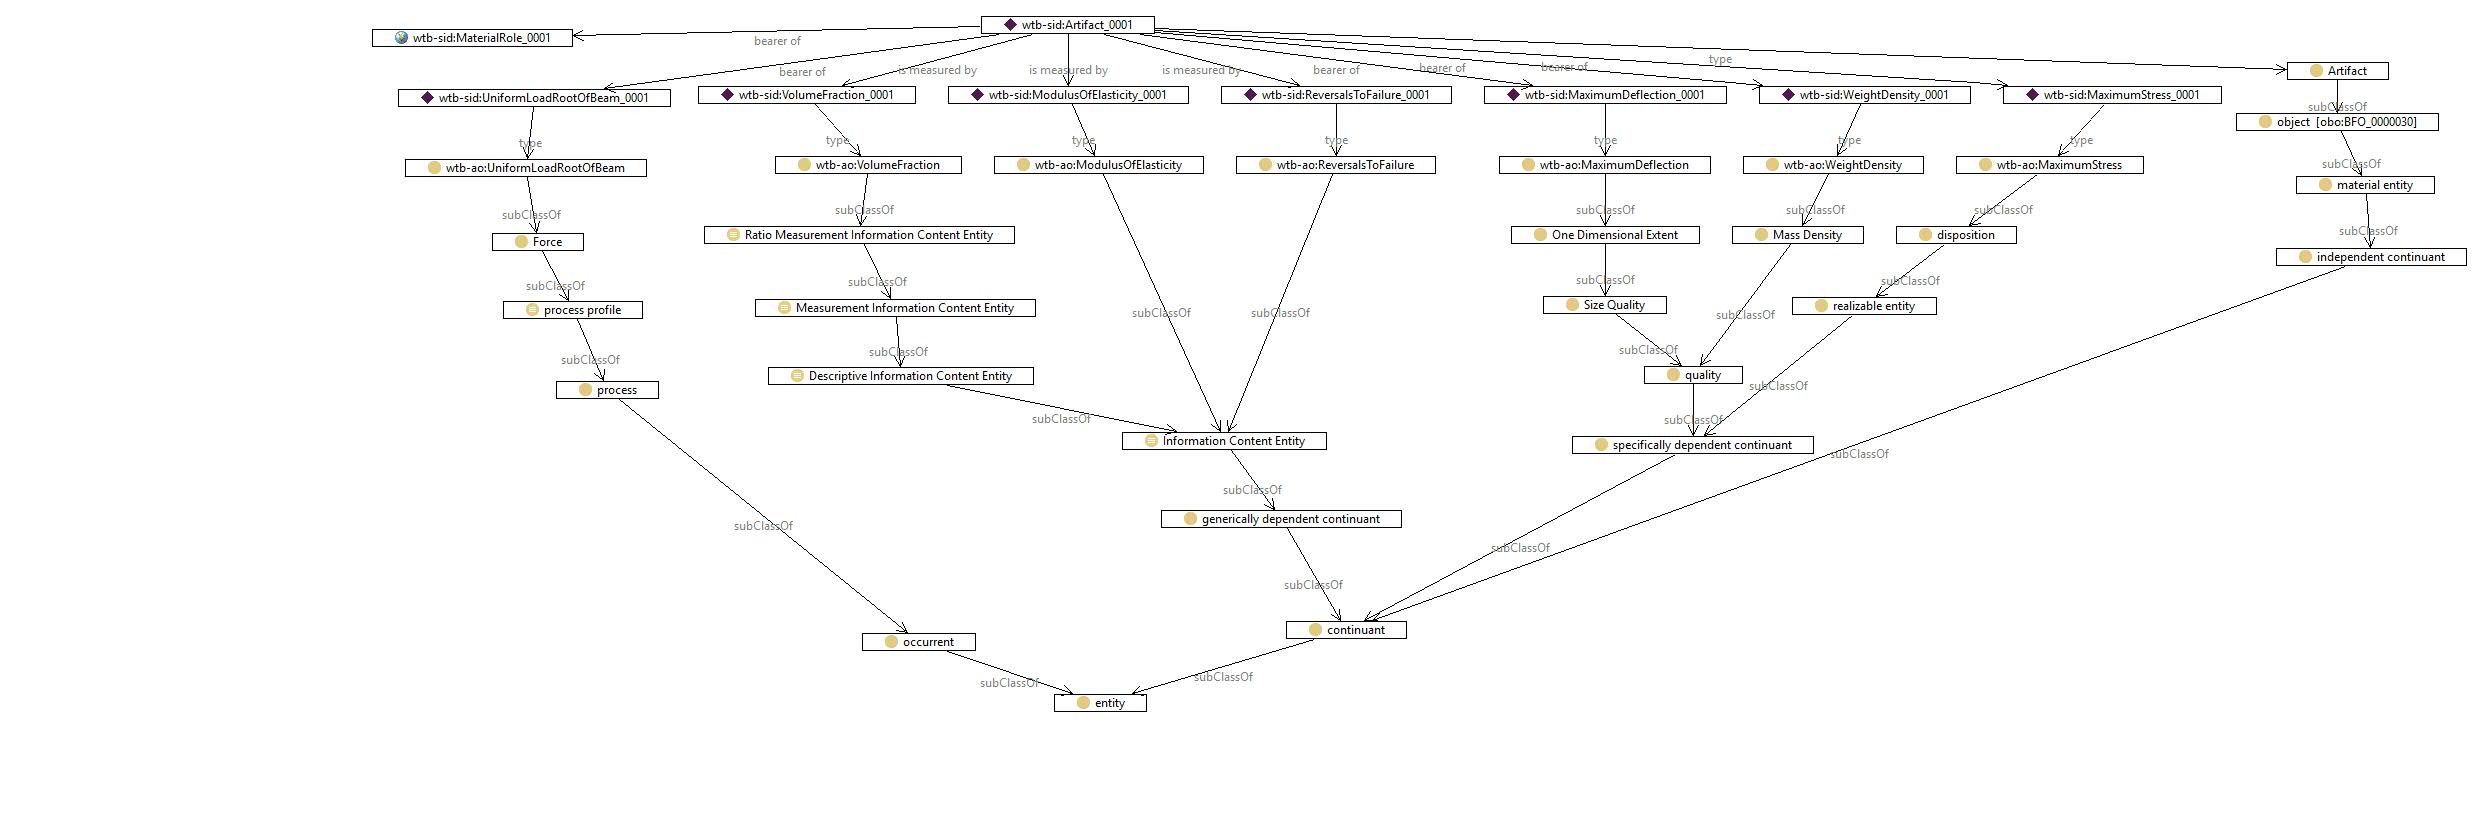 wtb-sid:Artifact_0001
wtb-sid:MaterialRole_0001
bearer of
bearer of
is measured by
is measured by
is measured by
bearer of
bearer of
bearer of
type
Artifact
wtb-sid:UniformLoadRootOfBeam_0001
wtb-sid:VolumeFraction_0001
wtb-sid:ModulusOfElasticity_0001
wtb-sid:ReversalsToFailure_0001
wtb-sid:MaximumDeflection_0001
wtb-sid:WeightDensity_0001
wtb-sid:MaximumStress_0001
subClassOf
object [obo:BFO_0000030]
type
type
type
type
type
type
type
wtb-ao:UniformLoadRootOfBeam
wtb-ao:VolumeFraction
wtb-ao:ModulusOfElasticity
wtb-ao:ReversalsToFailure
wtb-ao:MaximumDeflection
wtb-ao:WeightDensity
wtb-ao:MaximumStress
subClassOf
material entity
subClassOf
subClassOf
subClassOf
subClassOf
subClassOf
subClassOf
Force
Ratio Measurement Information Content Entity
One Dimensional Extent
Mass Density
disposition
independent continuant
subClassOf
subClassOf
subClassOf
subClassOf
process profile
Measurement Information Content Entity
Size Quality
realizable entity
subClassOf
subClassOf
subClassOf
subClassOf
subClassOf
subClassOf
process
Descriptive Information Content Entity
quality
subClassOf
subClassOf
subClassOf
Information Content Entity
specifically dependent continuant
subClassOf
subClassOf
generically dependent continuant
subClassOf
subClassOf
subClassOf
occurrent
continuant
subClassOf
subClassOf
entity